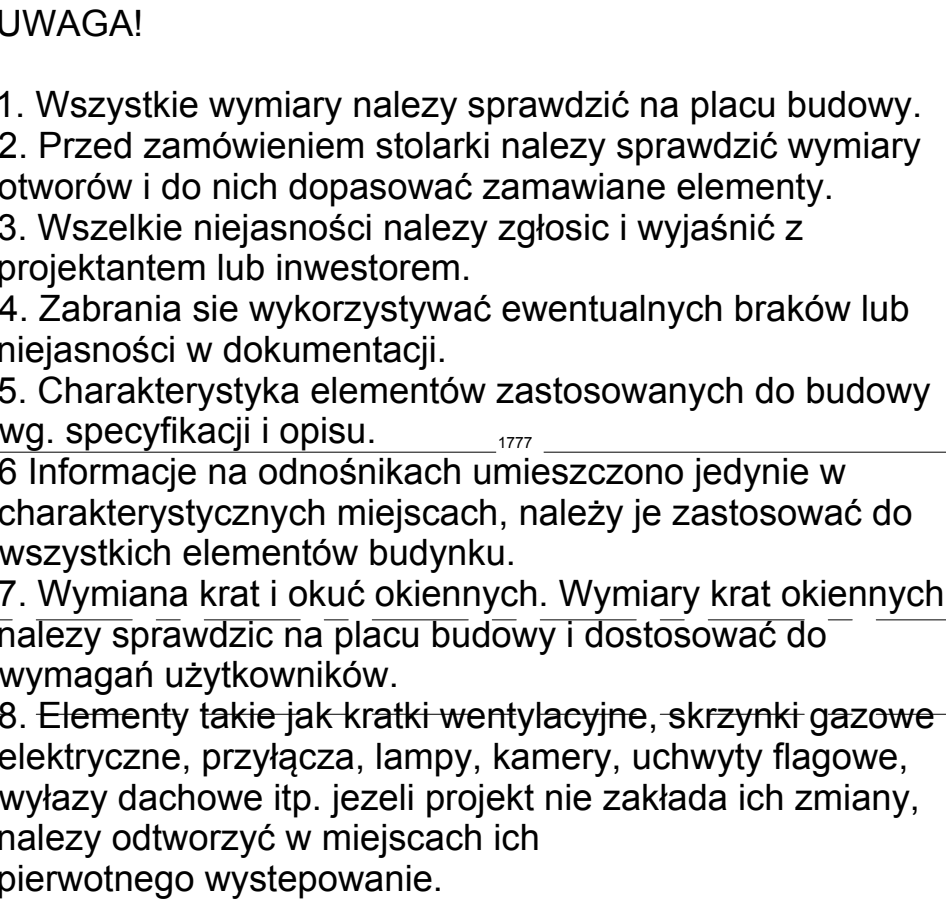 UWAGA!
1. Wszystkie wymiary nalezy sprawdzić na placu budowy.
2. Przed zamówieniem stolarki nalezy sprawdzić wymiary
otworów i do nich dopasować zamawiane elementy.
3. Wszelkie niejasności nalezy zgłosic i wyjaśnić z
projektantem lub inwestorem.
4. Zabrania sie wykorzystywać ewentualnych braków lub
niejasności w dokumentacji.
5. Charakterystyka elementów zastosowanych do budowy
wg. specyfikacji i opisu.
1777
6 Informacje na odnośnikach umieszczono jedynie w
charakterystycznych miejscach, należy je zastosować do
wszystkich elementów budynku.
7. Wymiana krat i okuć okiennych. Wymiary krat okiennych
nalezy sprawdzic na placu budowy i dostosować do
wymagań użytkowników.
8. Elementy takie jak kratki wentylacyjne, skrzynki gazowe
elektryczne, przyłącza, lampy, kamery, uchwyty flagowe,
wyłazy dachowe itp. jezeli projekt nie zakłada ich zmiany,
nalezy odtworzyć w miejscach ich
pierwotnego wystepowanie.